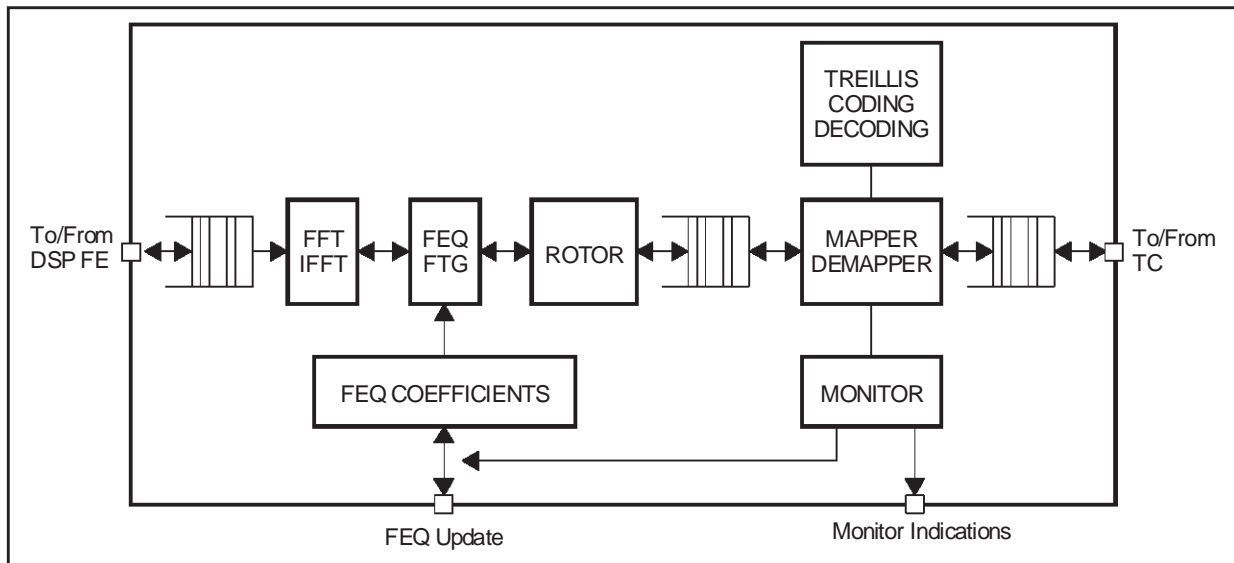 TREILLIS
CODING
DECODING
To/From
DSP FE
FFT
IFFT
FEQ
FTG
ROTOR
MAPPER
DEMAPPER
To/From
TC
FEQ COEFFICIENTS
MONITOR
FEQ Update
Monitor Indications